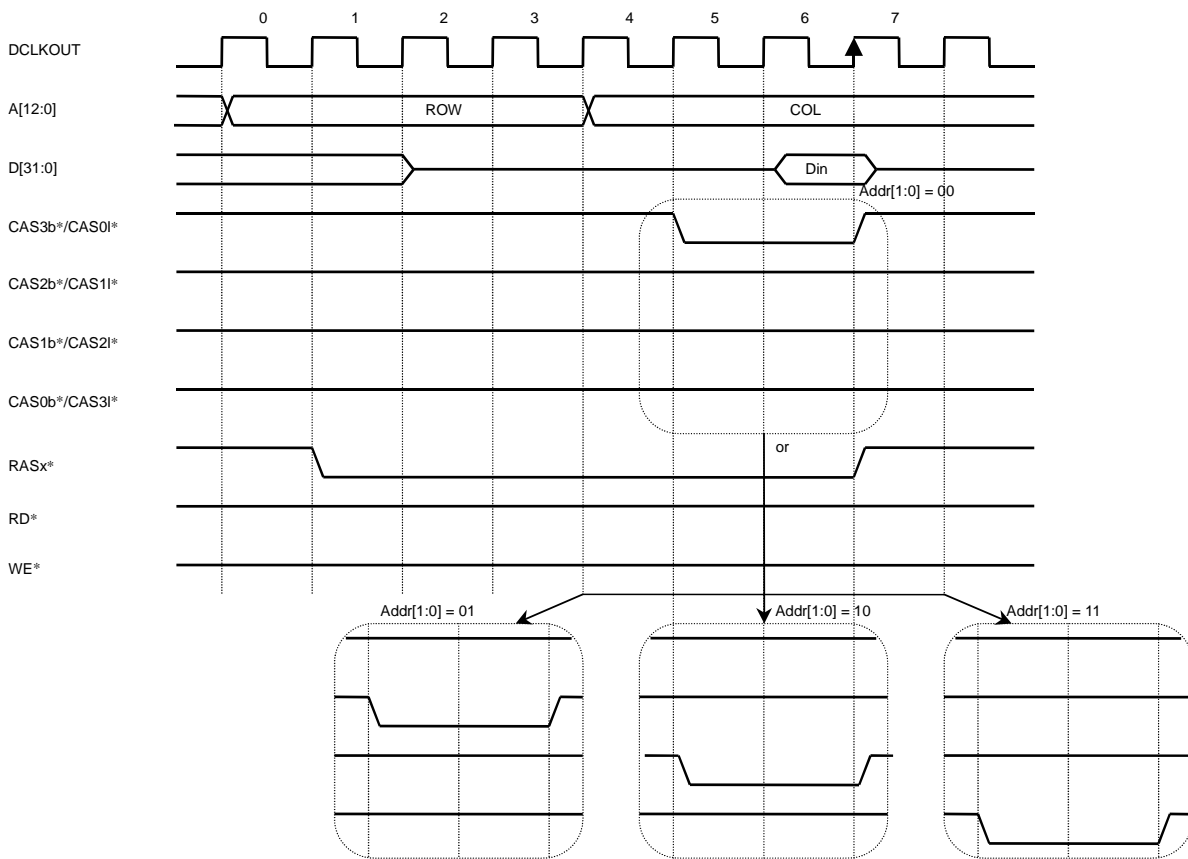 0 1 2 3 4 5 6 7
DCLKOUT
A[12:0] ROW COL
D[31:0] Din
Addr[1:0] = 00
CAS3b*/CAS0l*
CAS2b*/CAS1l*
CAS1b*/CAS2l*
CAS0b*/CAS3l*
or
RASx*
RD*
WE*
Addr[1:0] = 01 Addr[1:0] = 10 Addr[1:0] = 11